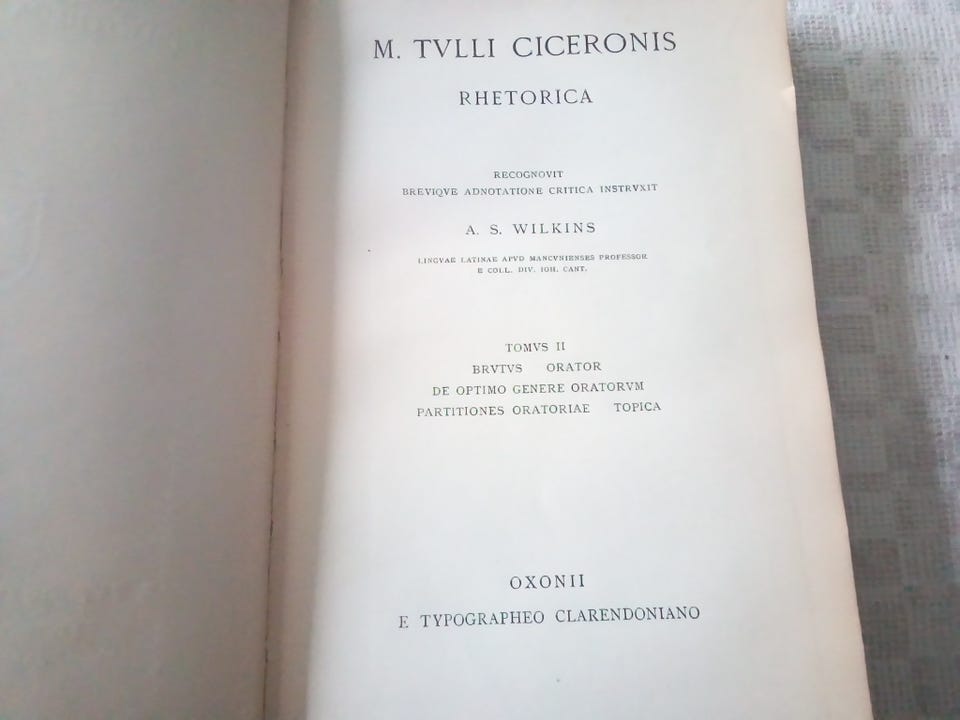 M. TVLLI CICERONIS
RHETORICA
RECOGNOVIT
BREVIQVE ADNOTATIONE CRITICA INSTRVXIT
A. S. WILKINS
LINGVAE LATINAE APVD MANCVNIENSES PROFESSOR
E COLL. DIV. IOH. CANT.
TOMVS II
BRVTVS ORATOR
DE OPTIMO GENERE ORATORVM
PARTITIONES ORATORIAE TOPICA
OXONII
E TYPOGRAPHEO CLARENDONIANO